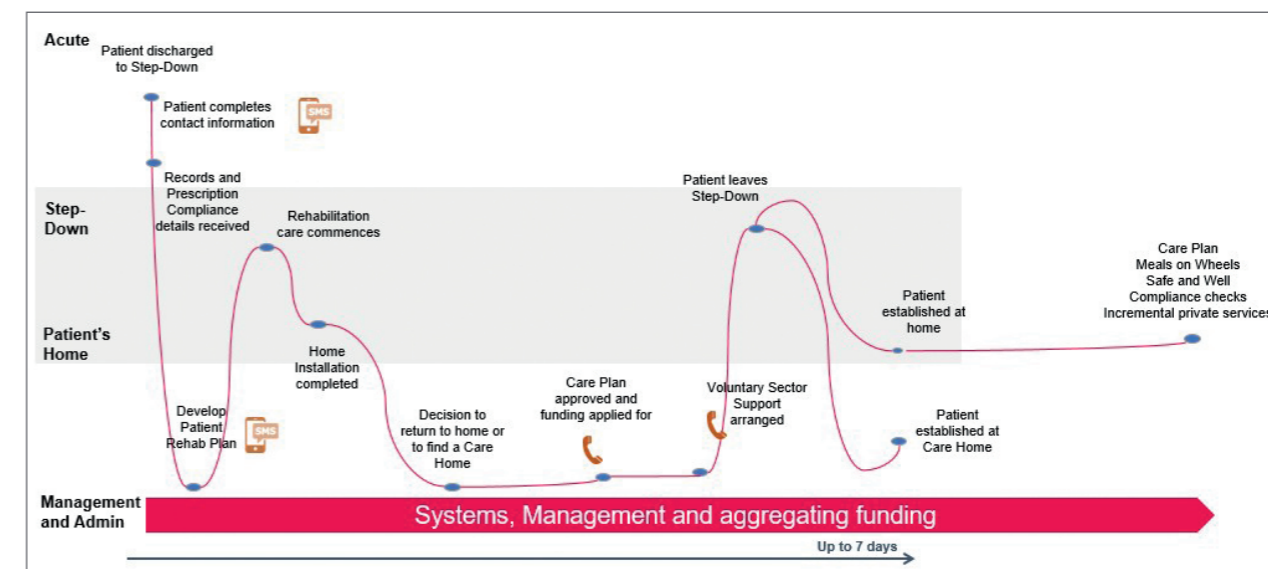 Acute
Patient discharged
to Step-Down
Patient completes
contact information
SMS
Records and
Prescription
Compliance
details received
Step-
Down
Rehabilitation
care commences
Patient leaves
Step-Down
Care Plan
Meals on Wheels
Safe and Well
Compliance checks
Incremental private services
Patient
established at
home
Patient's
Home
Home
Installation
completed
Develop
Patient
Rehab Plan
SMS
Decision to
return to home or
to find a Care
Home
Care Plan
approved and
funding applied for
Voluntary Sector
Support
arranged
Patient
established at
Care Home
Management
and Admin
Systems, Management and aggregating funding
Up to 7 days